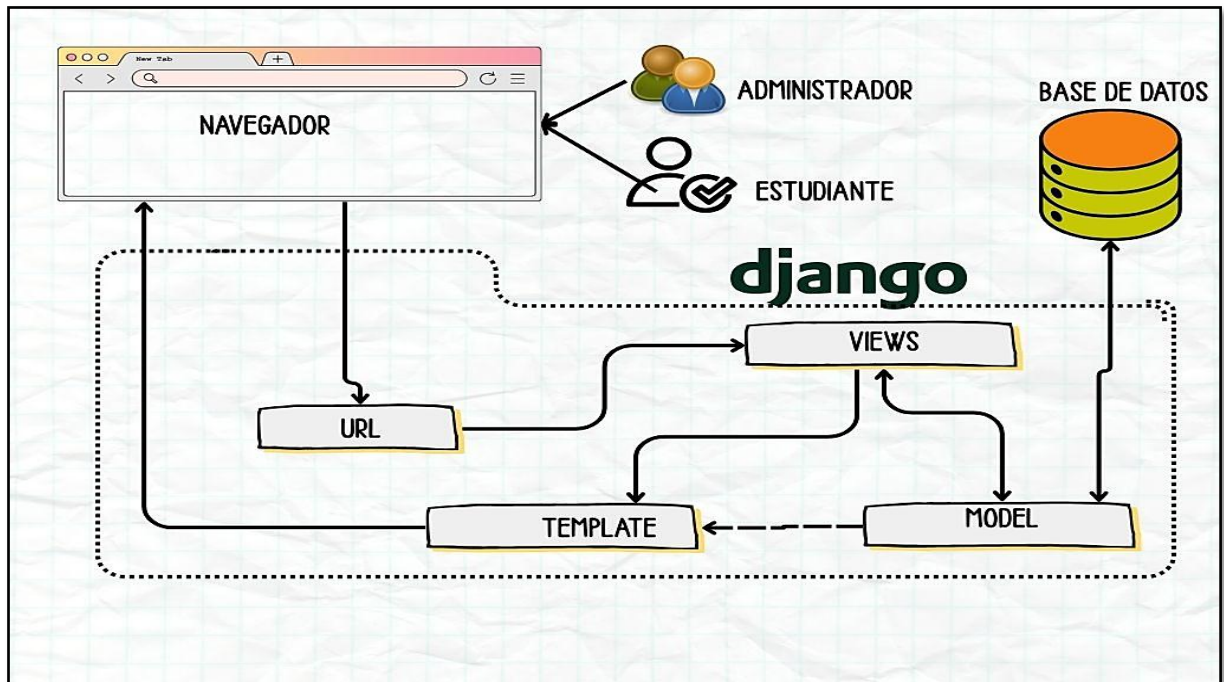 New Tab
NAVEGADOR
ADMINISTRADOR
ESTUDIANTE
BASE DE DATOS
django
VIEWS
URL
TEMPLATE
MODEL